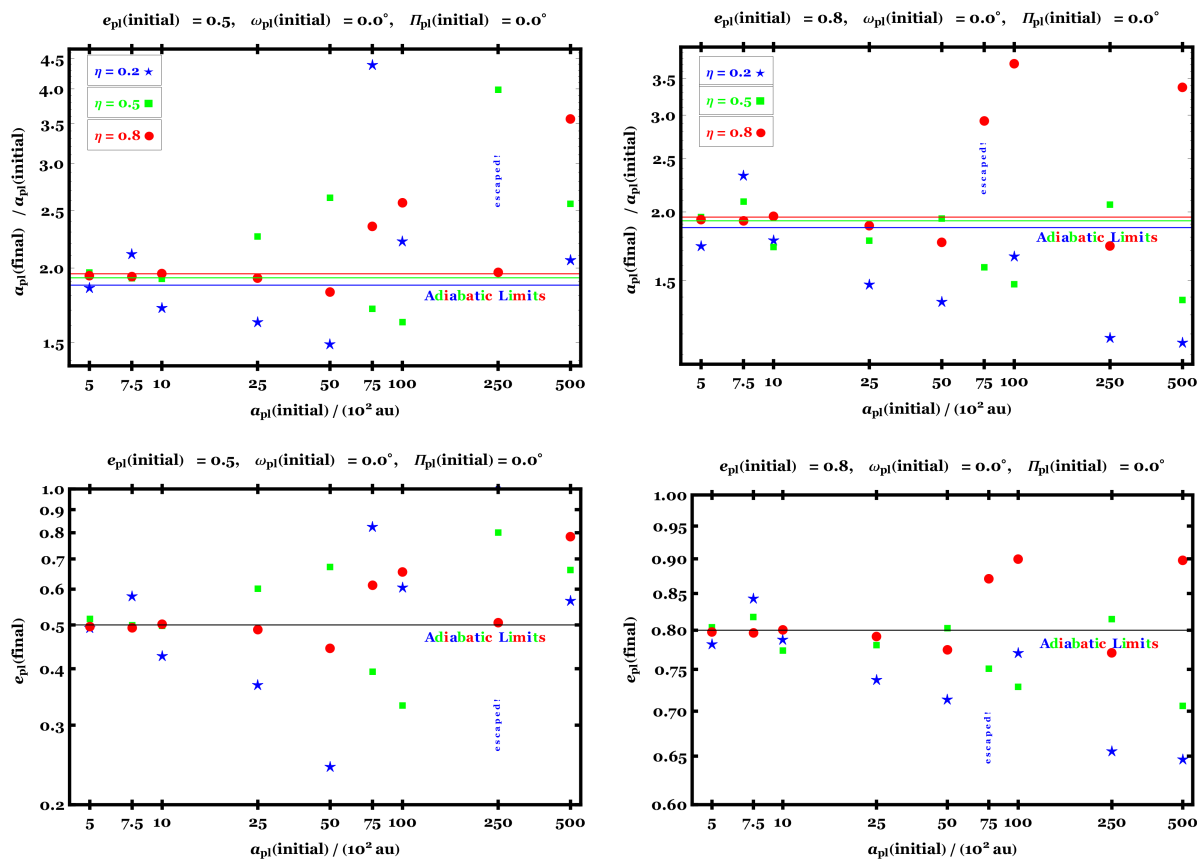 e_pl(initial) = 0.5, ω_pl(initial) = 0.0°, Π_pl(initial) = 0.0°
4.5
4.0
3.5
3.0
2.5
2.0
1.5
a_pl(final) / a_pl(initial)
η = 0.2 ★
η = 0.5 ■
η = 0.8 ●
escaped!
Adiabatic Limits
5 7.5 10 25 50 75 100 250 500
a_pl(initial) / (10² au)
e_pl(initial) = 0.8, ω_pl(initial) = 0.0°, Π_pl(initial) = 0.0°
3.5
3.0
2.5
2.0
1.5
a_pl(final) / a_pl(initial)
η = 0.2 ★
η = 0.5 ■
η = 0.8 ●
escaped!
Adiabatic Limits
5 7.5 10 25 50 75 100 250 500
a_pl(initial) / (10² au)
e_pl(initial) = 0.5, ω_pl(initial) = 0.0°, Π_pl(initial) = 0.0°
1.0
0.9
0.8
0.7
0.6
0.5
0.4
0.3
0.2
e_pl(final)
Adiabatic Limits
escaped!
5 7.5 10 25 50 75 100 250 500
a_pl(initial) / (10² au)
e_pl(initial) = 0.8, ω_pl(initial) = 0.0°, Π_pl(initial) = 0.0°
1.00
0.95
0.90
0.85
0.80
0.75
0.70
0.65
0.60
e_pl(final)
Adiabatic Limits
escaped!
5 7.5 10 25 50 75 100 250 500
a_pl(initial) / (10² au)